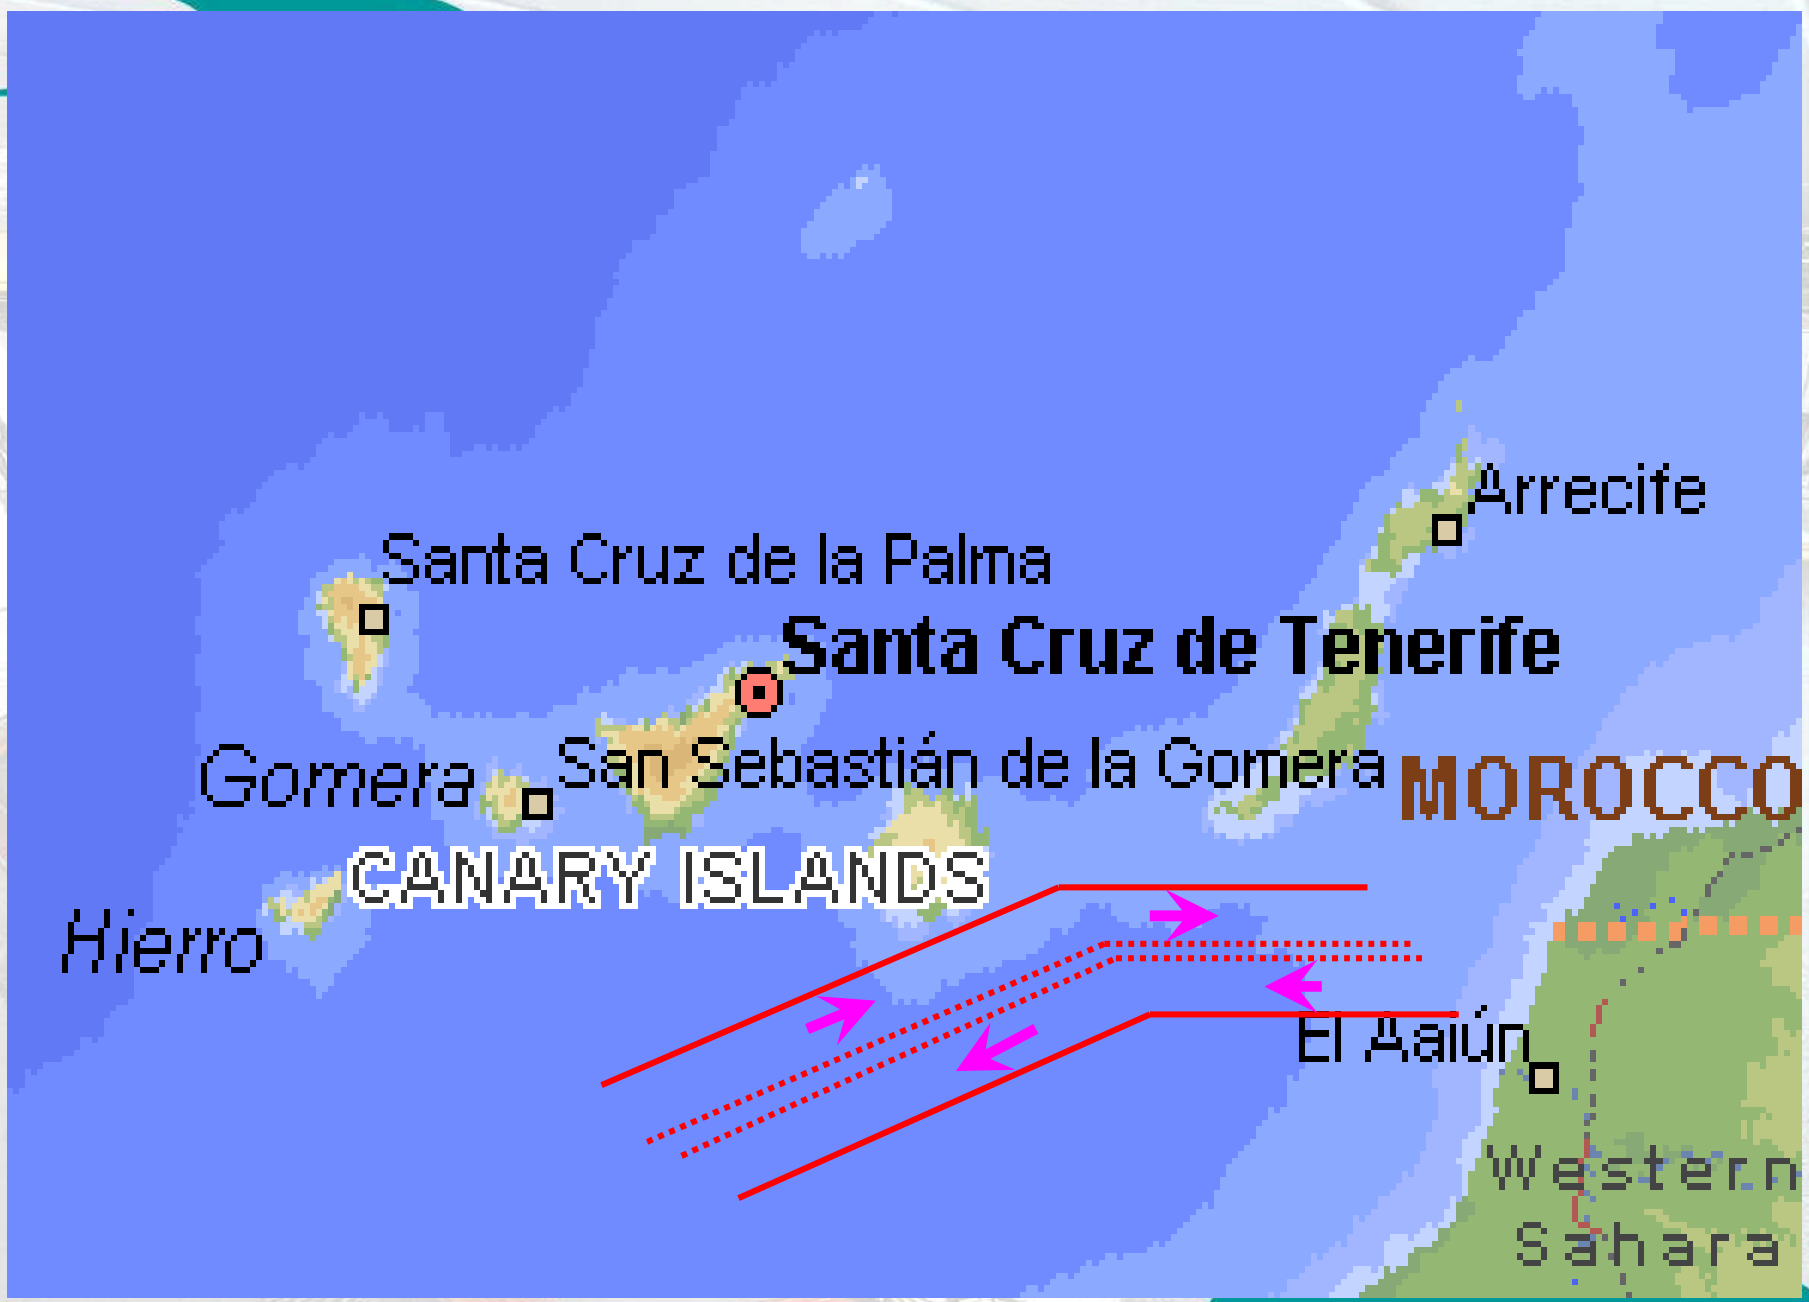 Arrecife
Santa Cruz de la Palma
Santa Cruz de Tenerife
San Sebastián de la Gomera
Gomera
MOROCCO
CANARY ISLANDS
Hierro
El Aaiún
Western
Sahara